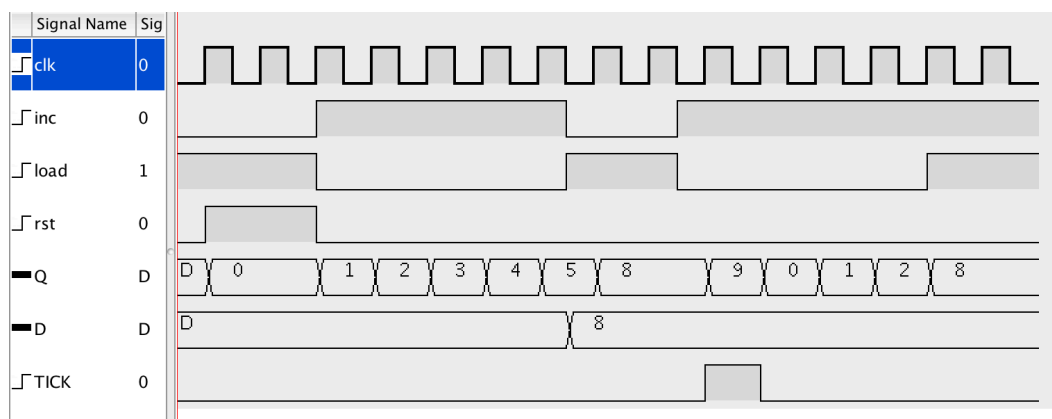 Signal Name Sig
clk 0
inc 0
load 1
rst 0
Q D D 0 1 2 3 4 5 8 9 0 1 2 8
D D D 8
TICK 0